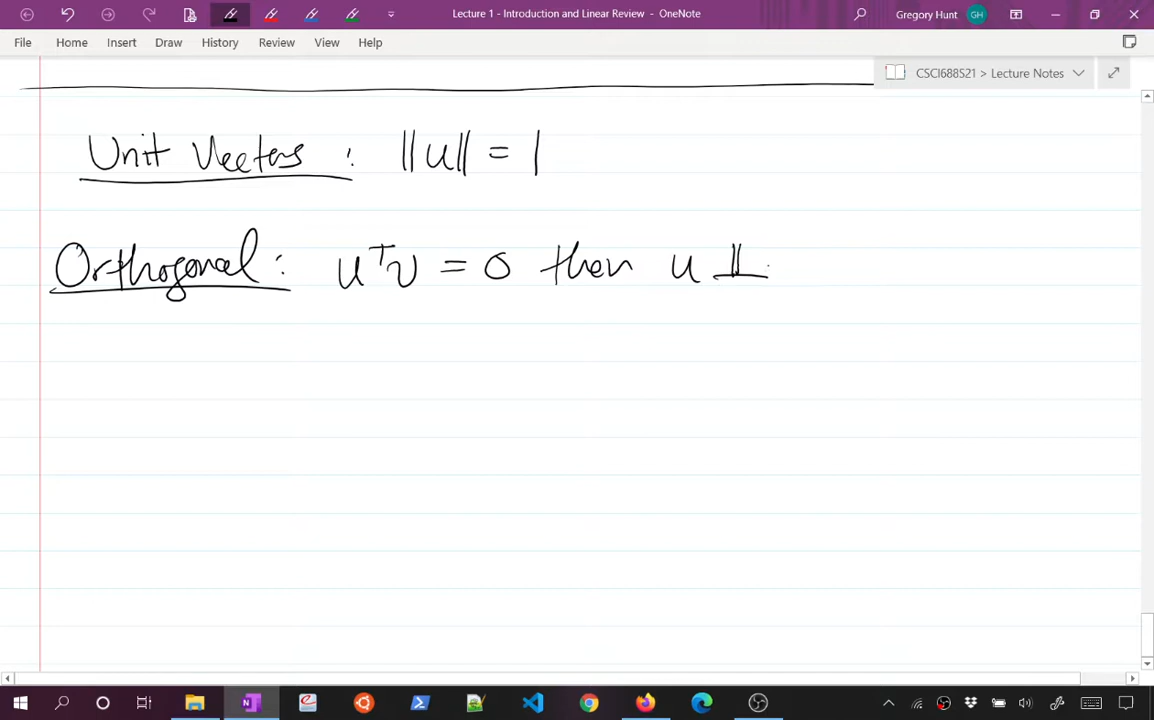 Lecture 1 - Introduction and Linear Review - OneNote
Gregory Hunt GH
File Home Insert Draw History Review View Help
CSCI688S21 > Lecture Notes
Unit Vectors : ||u|| = 1
Orthogonal : uᵀv = 0 then u ⊥